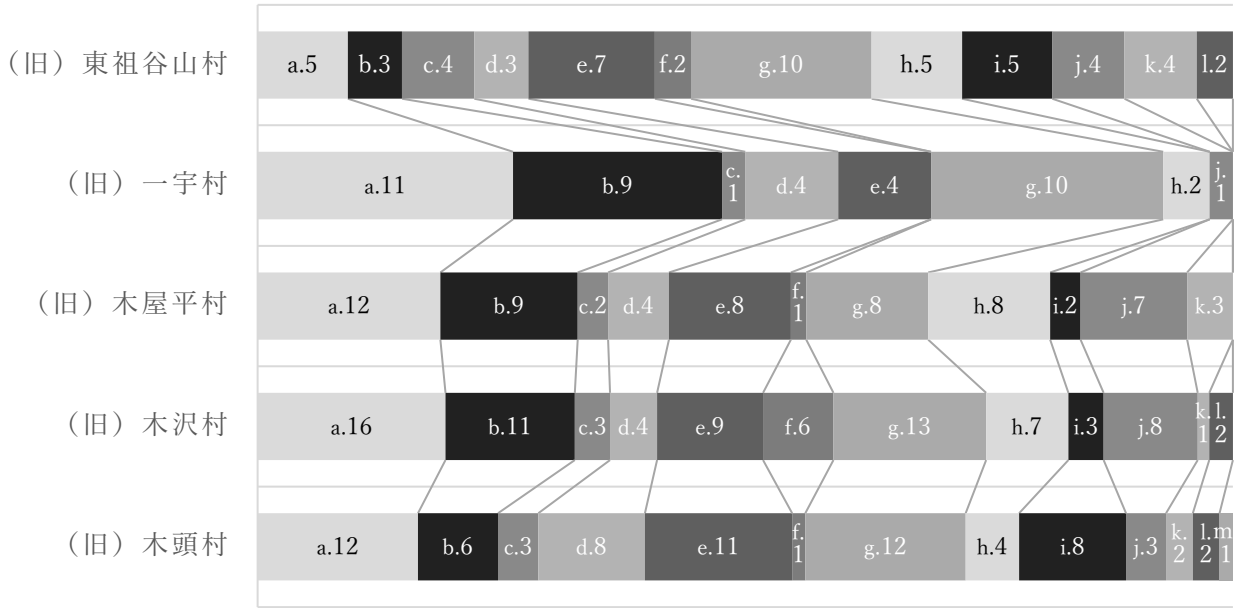 （旧）東祖谷山村 a.5 b.3 c.4 d.3 e.7 f.2 g.10 h.5 i.5 j.4 k.4 l.2
（旧）一宇村 a.11 b.9 c.1 d.4 e.4 g.10 h.2 j.1
（旧）木屋平村 a.12 b.9 c.2 d.4 e.8 f.1 g.8 h.8 i.2 j.7 k.3
（旧）木沢村 a.16 b.11 c.3 d.4 e.9 f.6 g.13 h.7 i.3 j.8 k.1 l.2
（旧）木頭村 a.12 b.6 c.3 d.8 e.11 f.1 g.12 h.4 i.8 j.3 k.2 l.2 m1